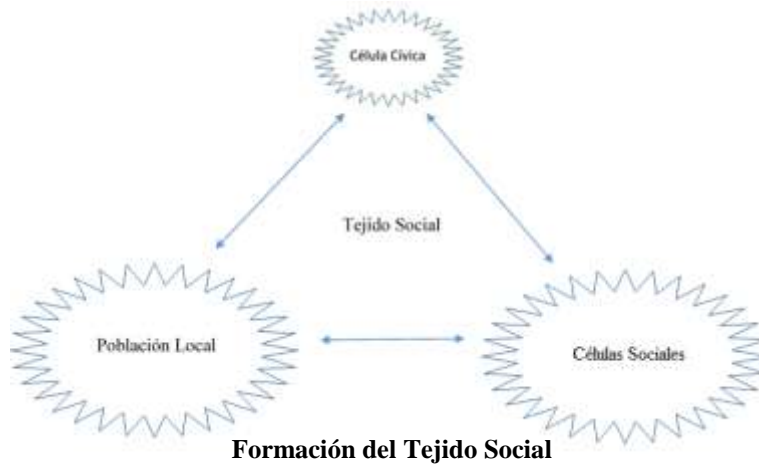 Célula Cívica
Tejido Social
Población Local
Células Sociales
Formación del Tejido Social